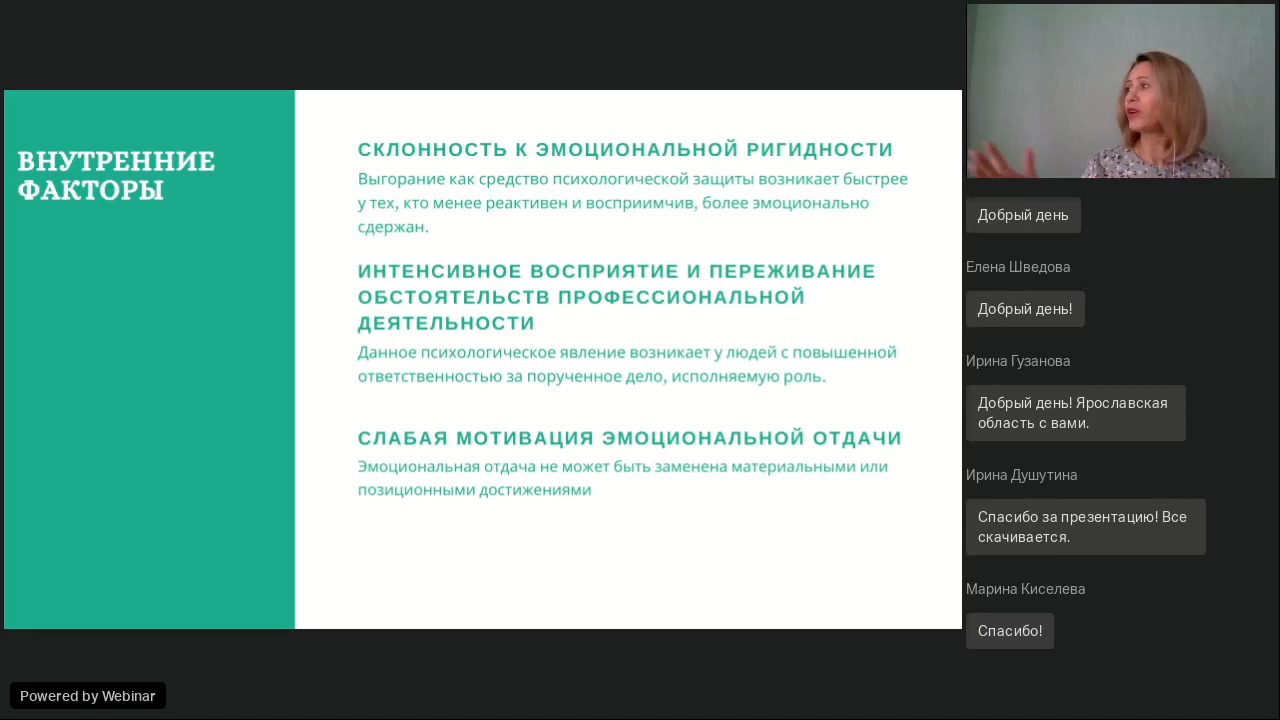 ВНУТРЕННИЕ
ФАКТОРЫ
СКЛОННОСТЬ К ЭМОЦИОНАЛЬНОЙ РИГИДНОСТИ
Выгорание как средство психологической защиты возникает быстрее
у тех, кто менее реактивен и восприимчив, более эмоционально
сдержан.
ИНТЕНСИВНОЕ ВОСПРИЯТИЕ И ПЕРЕЖИВАНИЕ
ОБСТОЯТЕЛЬСТВ ПРОФЕССИОНАЛЬНОЙ
ДЕЯТЕЛЬНОСТИ
Данное психологическое явление возникает у людей с повышенной
ответственностью за порученное дело, исполняемую роль.
СЛАБАЯ МОТИВАЦИЯ ЭМОЦИОНАЛЬНОЙ ОТДАЧИ
Эмоциональная отдача не может быть заменена материальными или
позиционными достижениями
Добрый день
Елена Шведова
Добрый день!
Ирина Гузанова
Добрый день! Ярославская
область с вами.
Ирина Душутина
Спасибо за презентацию! Все
скачивается.
Марина Киселева
Спасибо!
Powered by Webinar